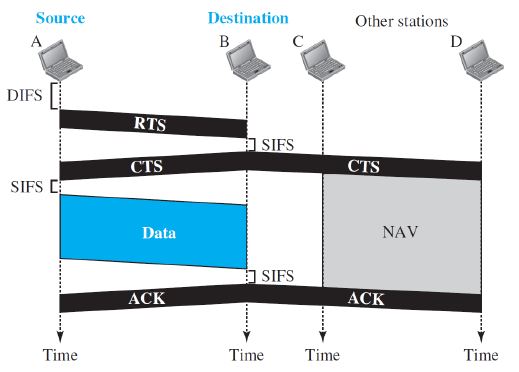 Source
Destination
Other stations
A
B
C
D
DIFS
RTS
SIFS
CTS
CTS
SIFS
Data
NAV
SIFS
ACK
ACK
Time
Time
Time
Time